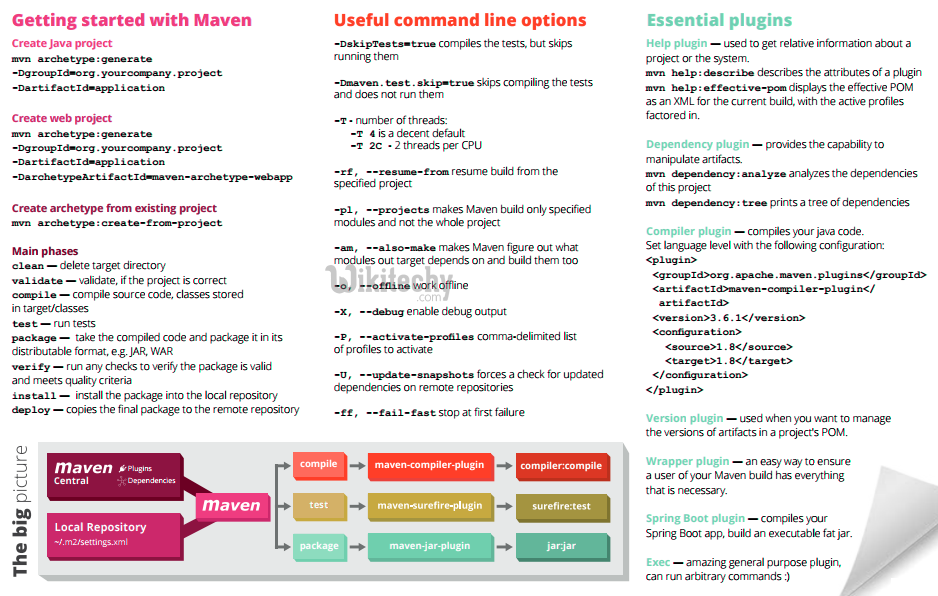 Getting started with Maven
Create Java project
mvn archetype:generate
-DgroupId=org.yourcompany.project
-DartifactId=application
Create web project
mvn archetype:generate
-DgroupId=org.yourcompany.project
-DartifactId=application
-DarchetypeArtifactId=maven-archetype-webapp
Create archetype from existing project
mvn archetype:create-from-project
Main phases
clean — delete target directory
validate — validate, if the project is correct
compile — compile source code, classes stored
in target/classes
test — run tests
package — take the compiled code and package it in its
distributable format, e.g. JAR, WAR
verify — run any checks to verify the package is valid
and meets quality criteria
install — install the package into the local repository
deploy — copies the final package to the remote repository
Useful command line options
-DskipTests=true compiles the tests, but skips
running them
-Dmaven.test.skip=true skips compiling the tests
and does not run them
-T - number of threads:
-T 4 is a decent default
-T 2C - 2 threads per CPU
-rf, --resume-from resume build from the
specified project
-pl, --projects makes Maven build only specified
modules and not the whole project
-am, --also-make makes Maven figure out what
modules out target depends on and build them too
-o, --offline work offline
-X, --debug enable debug output
-P, --activate-profiles comma-delimited list
of profiles to activate
-U, --update-snapshots forces a check for updated
dependencies on remote repositories
-ff, --fail-fast stop at first failure
Wikitechy
.com
Essential plugins
Help plugin — used to get relative information about a
project or the system.
mvn help:describe describes the attributes of a plugin
mvn help:effective-pom displays the effective POM
as an XML for the current build, with the active profiles
factored in.
Dependency plugin — provides the capability to
manipulate artifacts.
mvn dependency:analyze analyzes the dependencies
of this project
mvn dependency:tree prints a tree of dependencies
Compiler plugin — compiles your java code.
Set language level with the following configuration:
<plugin>
<groupId>org.apache.maven.plugins</groupId>
<artifactId>maven-compiler-plugin</
artifactId>
<version>3.6.1</version>
<configuration>
<source>1.8</source>
<target>1.8</target>
</configuration>
</plugin>
Version plugin — used when you want to manage
the versions of artifacts in a project's POM.
Wrapper plugin — an easy way to ensure
a user of your Maven build has everything
that is necessary.
Spring Boot plugin — compiles your
Spring Boot app, build an executable fat jar.
Exec — amazing general purpose plugin,
can run arbitrary commands :)
The big picture
maven
Central
Plugins
Dependencies
Local Repository
~/.m2/settings.xml
maven
compile
maven-compiler-plugin
compiler:compile
test
maven-surefire-plugin
surefire:test
package
maven-jar-plugin
jar:jar